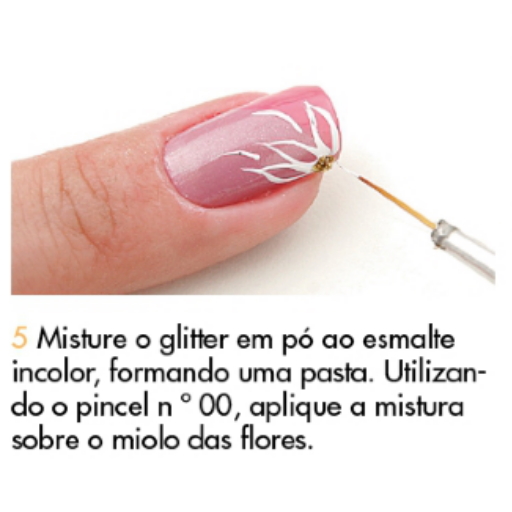 5 Misture o glitter em pó ao esmalte
incolor, formando uma pasta. Utilizan-
do o pincel n º 00, aplique a mistura
sobre o miolo das flores.